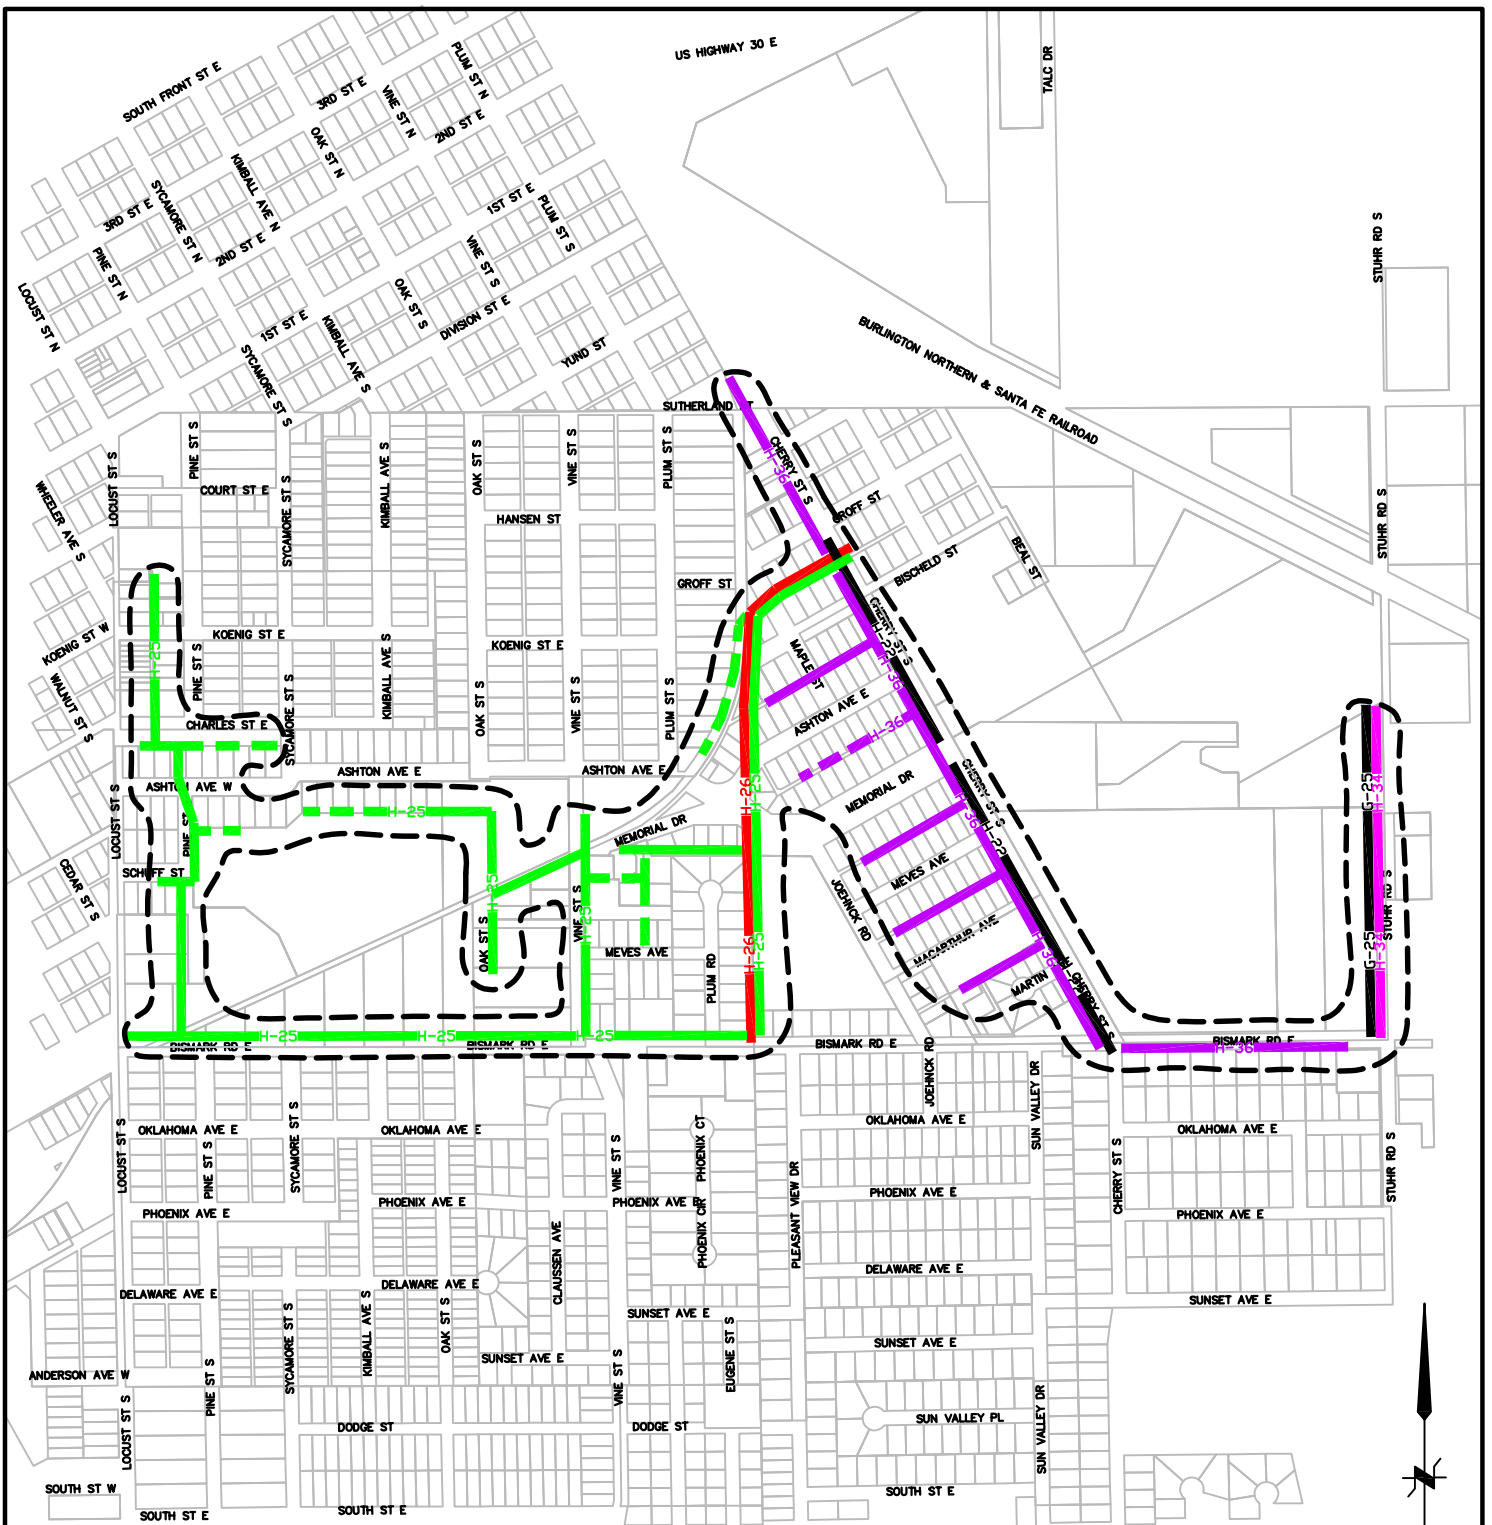 US HIGHWAY 30 E
TALC DR
PLUM ST N
SOUTH FRONT ST E
3RD ST E
VINE ST N
2ND ST E
OAK ST N
KIMBALL AVE N
SYCAMORE ST N
3RD ST E
2ND ST E
1ST ST E
PLUM ST S
VINE ST S
PINE ST N
LOCUST ST N
STUHR RD S
OAK ST S
DIVISION ST E
1ST ST E
KIMBALL AVE S
YUND ST
SYCAMORE ST S
BURLINGTON NORTHERN & SANTA FE RAILROAD
SUTHERLAND
CHERRY ST S
H-36
PINE ST S
LOCUST ST S
COURT ST E
SYCAMORE ST S
KIMBALL AVE S
OAK ST S
VINE ST S
PLUM ST S
HANSEN ST
WHEELER AVE S
GROFF ST
STUHR RD S
BEAL ST
BISCHELD ST
GROFF ST
KOENIG ST W
KOENIG ST E
KOENIG ST E
CHERRY ST S
H-22
H-36
H-25
PINE ST S
KIMBALL AVE S
MAPLE ST
WALNUT ST S
SYCAMORE ST S
OAK ST S
VINE ST S
PLUM ST S
CHARLES ST E
ASHTON AVE E
H-36
ASHTON AVE E
ASHTON AVE E
ASHTON AVE W
MEMORIAL DR
CHERRY ST S
H-36
H-22
H-26
H-25
G-25
H-34
LOCUST ST S
PINE ST
H-25
MEMORIAL DR
SCHUFF ST
CEDAR ST S
MEVES AVE
JOEHNCK RD
H-25
VINE ST S
H-25
OAK ST S
MEVES AVE
PLUM RD
H-26
H-25
MACARTHUR AVE
H-36
MARTIN
CHERRY ST S
STUHR RD S
G-25
H-34
H-25
H-25
H-25
BISMARK RD E
BISMARK RD E
BISMARK RD E
BISMARK RD E
H-36
JOEHNCK RD
SUN VALLEY DR
OKLAHOMA AVE E
OKLAHOMA AVE E
OKLAHOMA AVE E
OKLAHOMA AVE E
LOCUST ST S
PINE ST S
SYCAMORE ST S
VINE ST S
PHOENIX CT
PHOENIX CIR
PLEASANT VIEW DR
CHERRY ST S
STUHR RD S
PHOENIX AVE E
PHOENIX AVE E
PHOENIX AVE E
PHOENIX AVE E
PHOENIX AVE E
CLAUSSEN AVE
DELAWARE AVE E
DELAWARE AVE E
DELAWARE AVE E
SYCAMORE ST S
KIMBALL AVE S
OAK ST S
SUNSET AVE E
SUNSET AVE E
SUNSET AVE E
SUNSET AVE E
EUGENE ST S
ANDERSON AVE W
PINE ST S
VINE ST S
LOCUST ST S
DODGE ST
DODGE ST
SUN VALLEY PL
SUN VALLEY DR
SOUTH ST W
SOUTH ST E
SOUTH ST E
SOUTH ST E